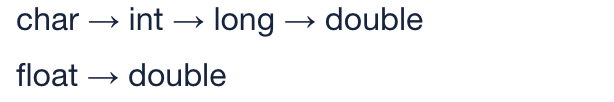 char → int → long → double
float → double